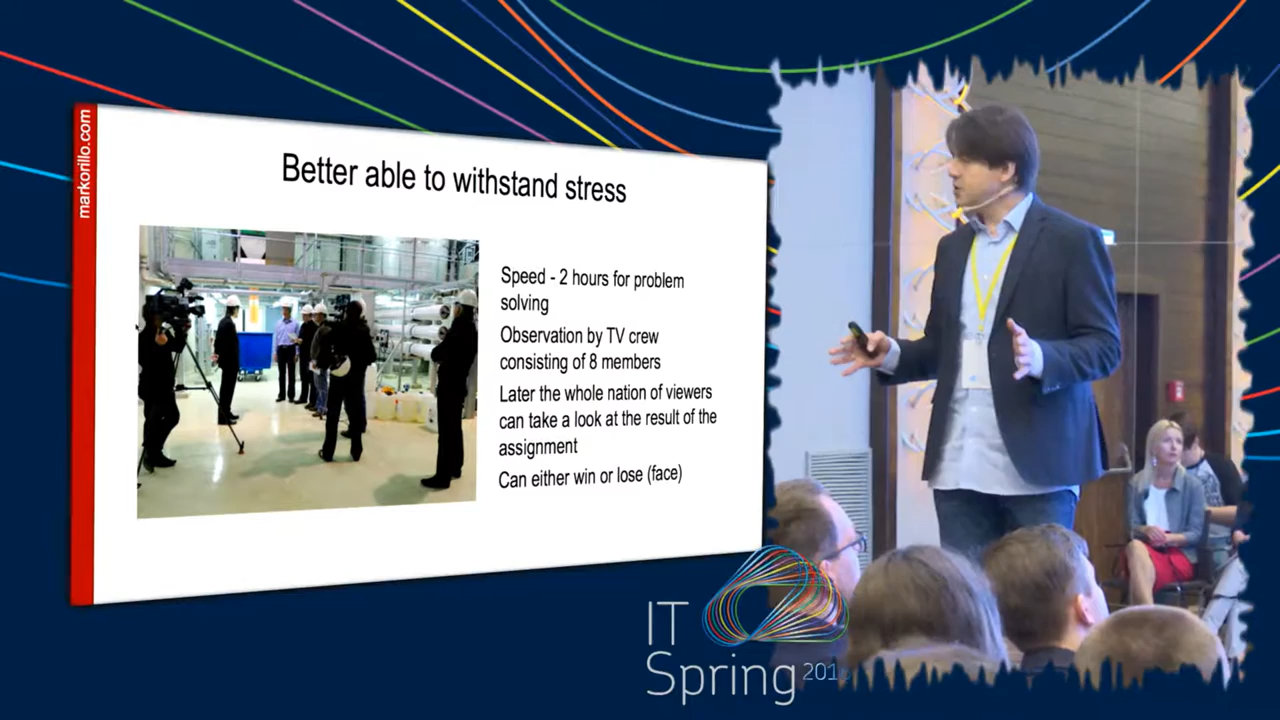 markorillo.com
Better able to withstand stress
Speed - 2 hours for problem
solving
Observation by TV crew
consisting of 8 members
Later the whole nation of viewers
can take a look at the result of the
assignment
Can either win or lose (face)
IT
Spring